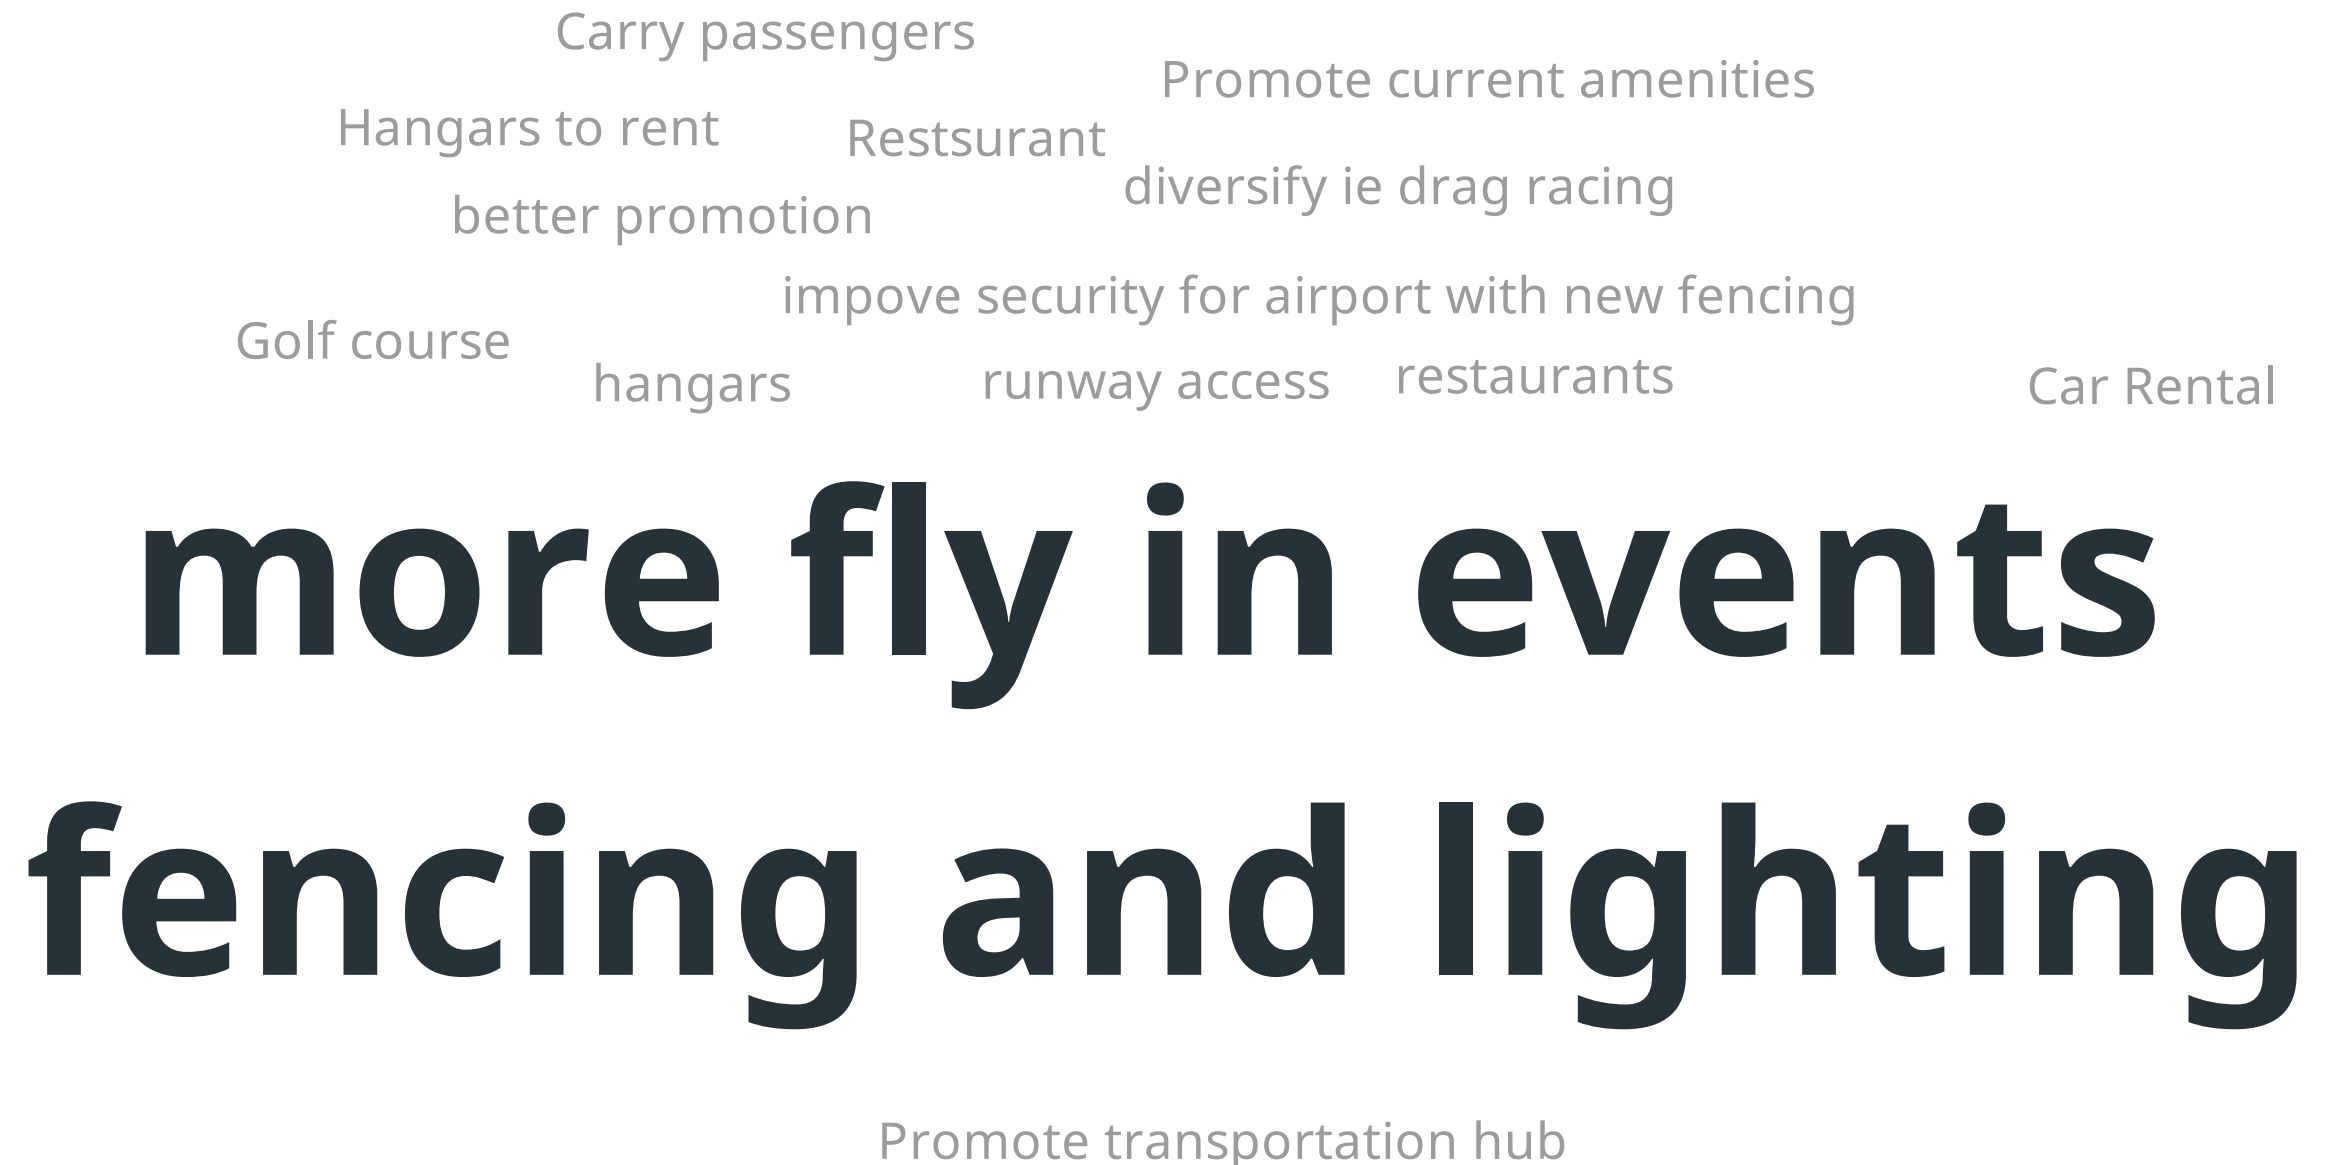 Carry passengers
Promote current amenities
Hangars to rent
Restsurant
diversify ie drag racing
better promotion
impove security for airport with new fencing
Golf course
hangars
runway access
restaurants
Car Rental
more fly in events
fencing and lighting
Promote transportation hub